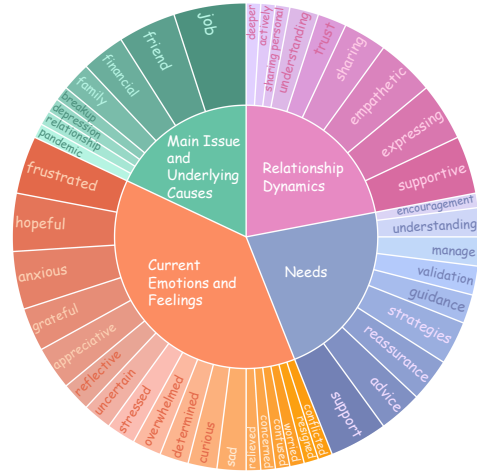 Main Issue
and
Underlying
Causes
Relationship
Dynamics
Current
Emotions and
Feelings
Needs
deeper
actively
sharing personal
understanding
trust
sharing
empathetic
expressing
supportive
encouragement
understanding
manage
validation
guidance
strategies
reassurance
advice
support
conflicted
resigned
worried
confused
concerned
relieved
sad
curious
determined
overwhelmed
stressed
uncertain
reflective
appreciative
grateful
anxious
hopeful
frustrated
pandemic
relationship
depression
breakup
family
financial
friend
job